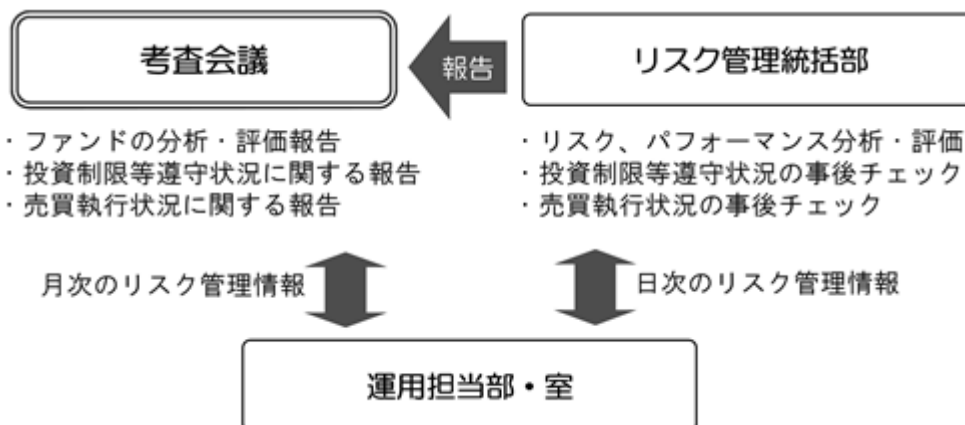 考査会議
報告
リスク管理統括部
・ファンドの分析・評価報告
・投資制限等遵守状況に関する報告
・売買執行状況に関する報告
・リスク、パフォーマンス分析・評価
・投資制限等遵守状況の事後チェック
・売買執行状況の事後チェック
月次のリスク管理情報
日次のリスク管理情報
運用担当部・室